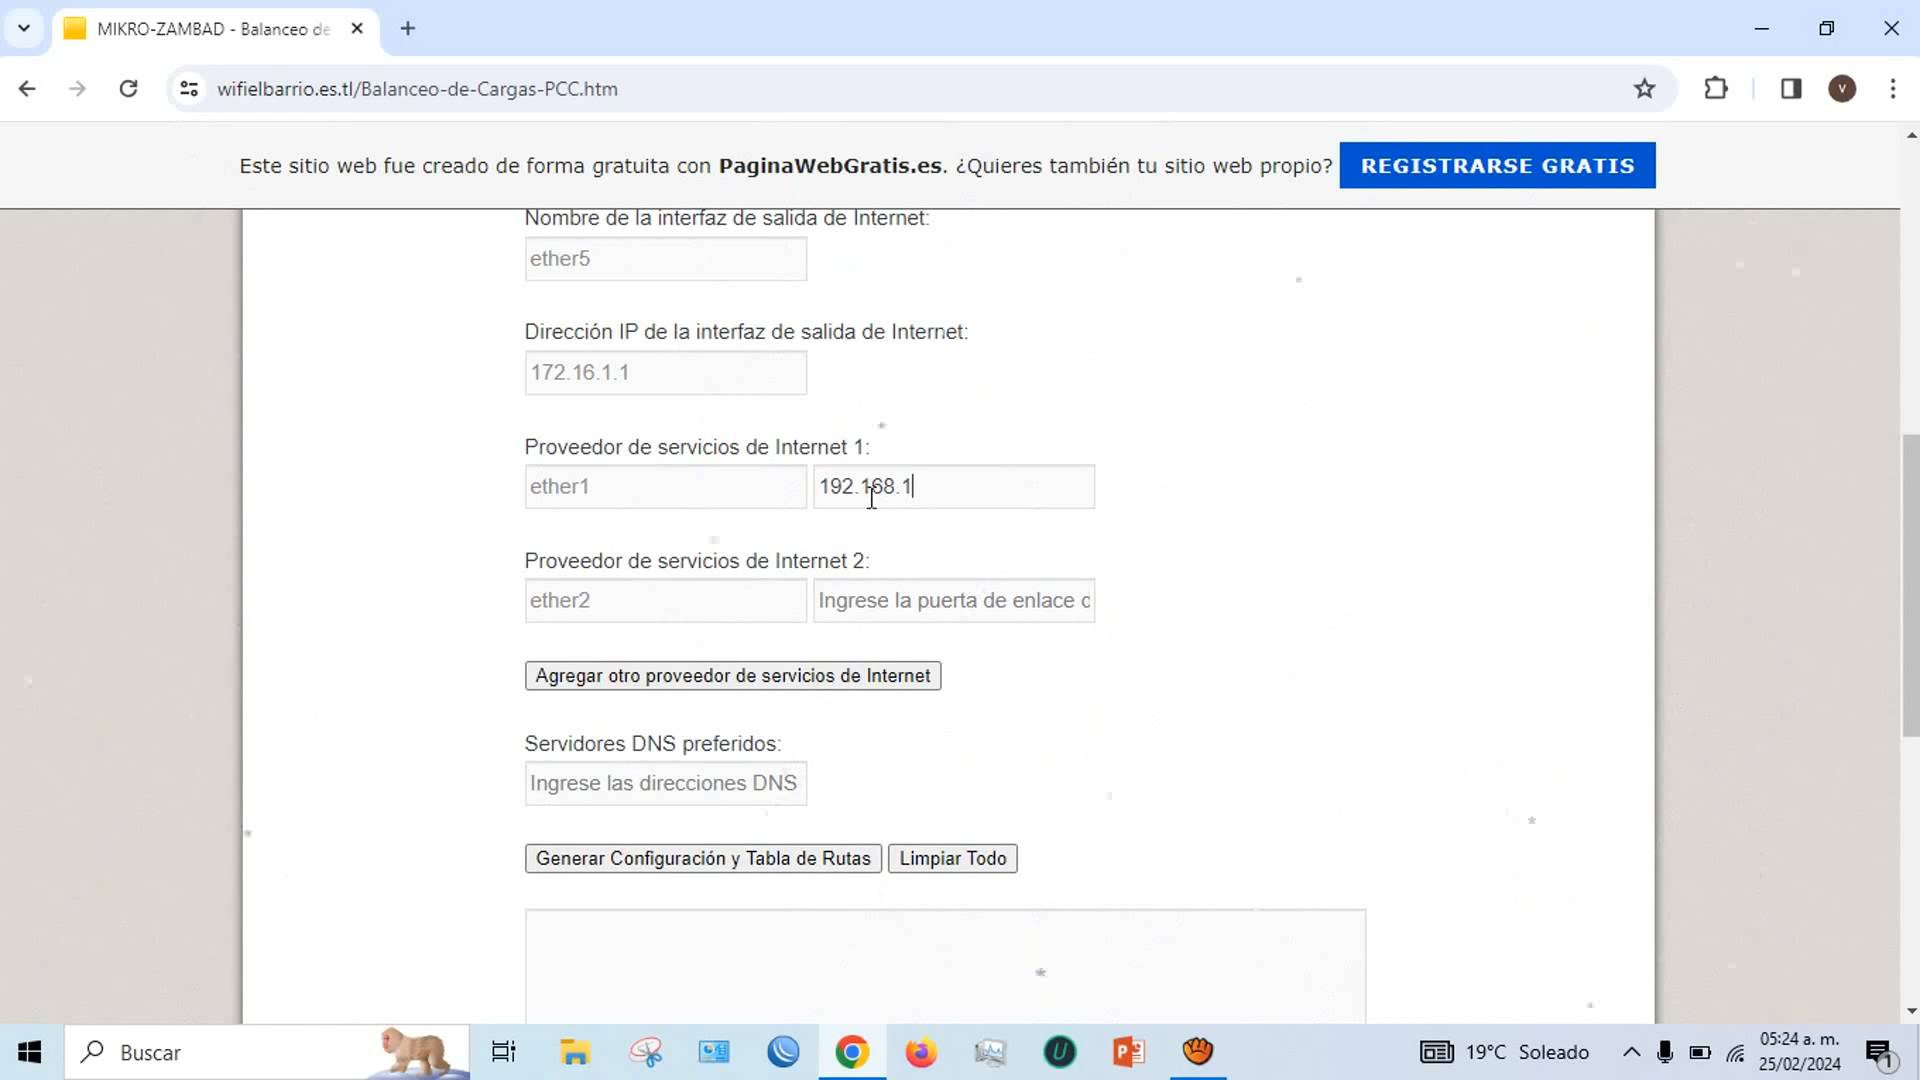 MIKRO-ZAMBAD - Balanceo de
wifielbarrio.es.tl/Balanceo-de-Cargas-PCC.htm
V
Este sitio web fue creado de forma gratuita con PaginaWebGratis.es. ¿Quieres también tu sitio web propio? REGISTRARSE GRATIS
Nombre de la interfaz de salida de Internet:
ether5
Dirección IP de la interfaz de salida de Internet:
172.16.1.1
Proveedor de servicios de Internet 1:
ether1 192.168.1
Proveedor de servicios de Internet 2:
ether2 Ingrese la puerta de enlace d
Agregar otro proveedor de servicios de Internet
Servidores DNS preferidos:
Ingrese las direcciones DNS
Generar Configuración y Tabla de Rutas Limpiar Todo
Buscar
19°C Soleado
05:24 a. m.
25/02/2024
1